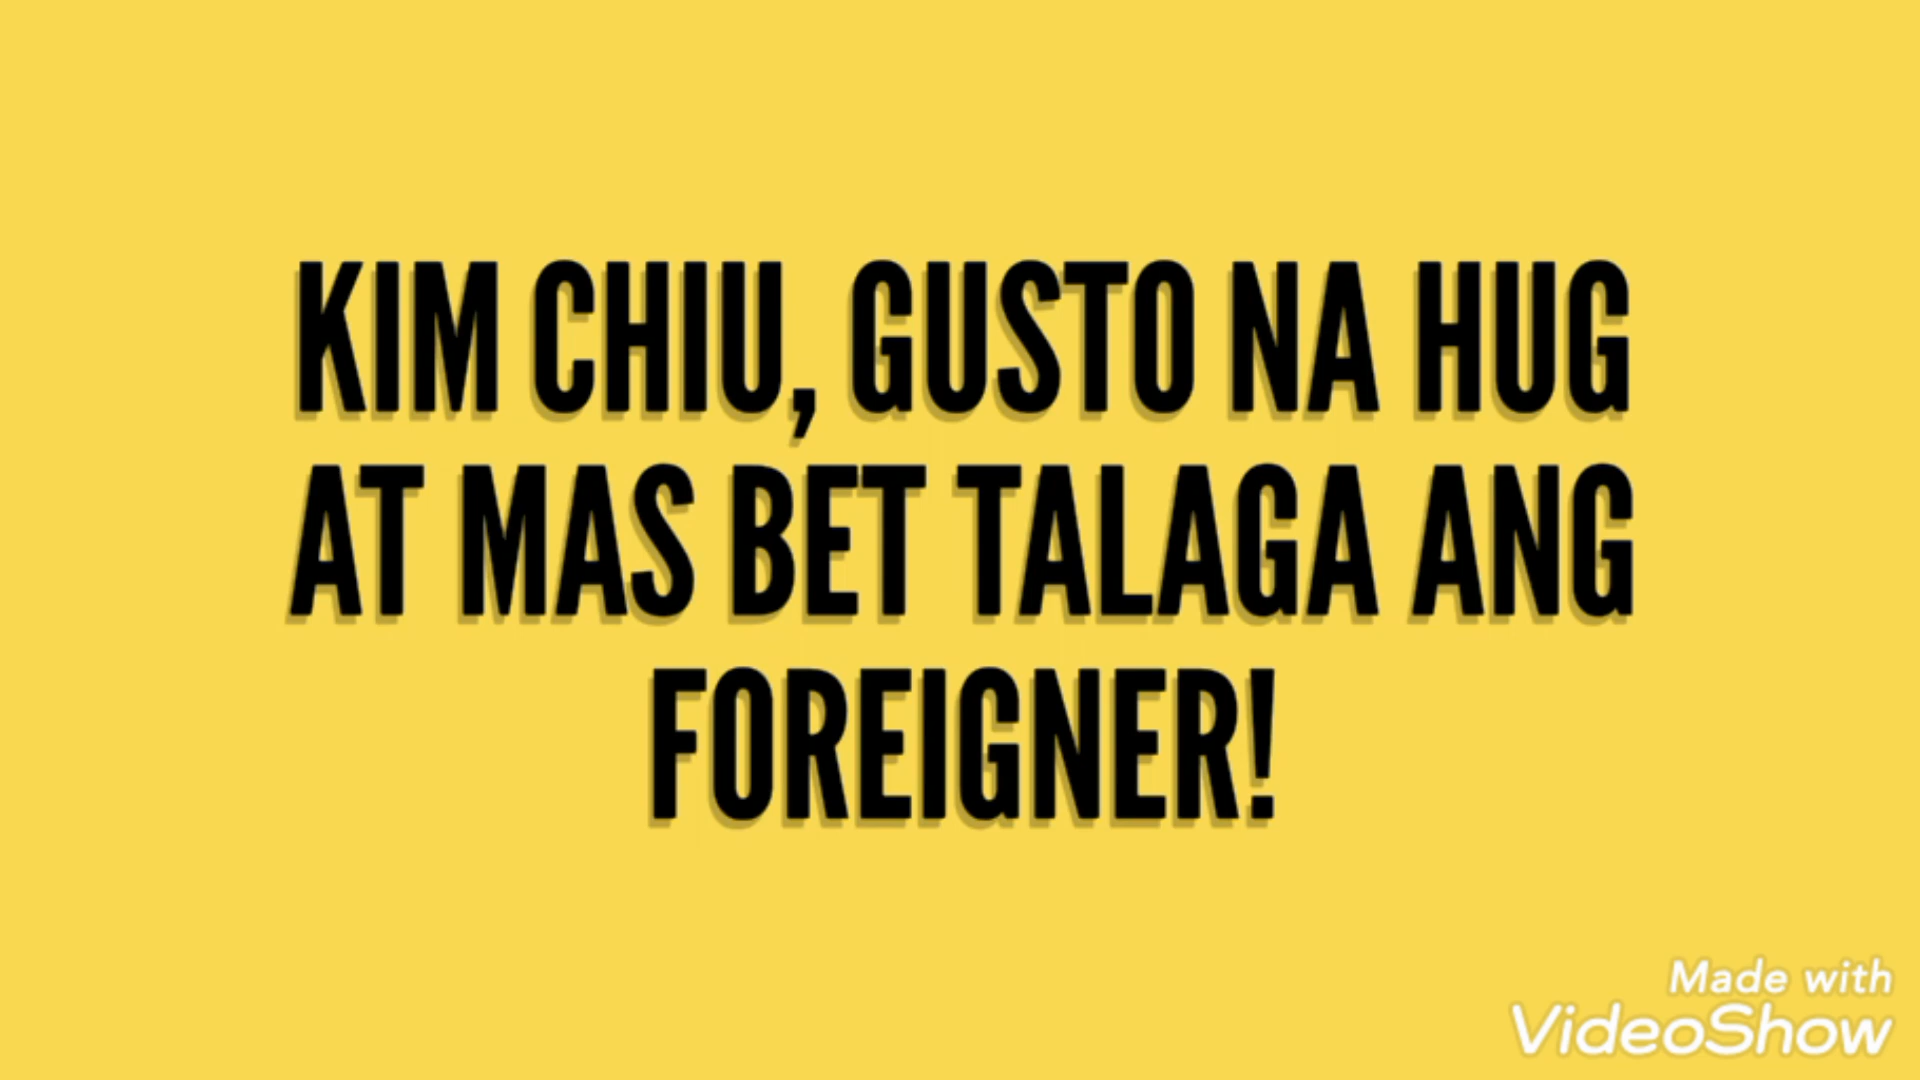 KIM CHIU, GUSTO NA HUG
AT MAS BET TALAGA ANG
FOREIGNER!
Made with
VideoShow